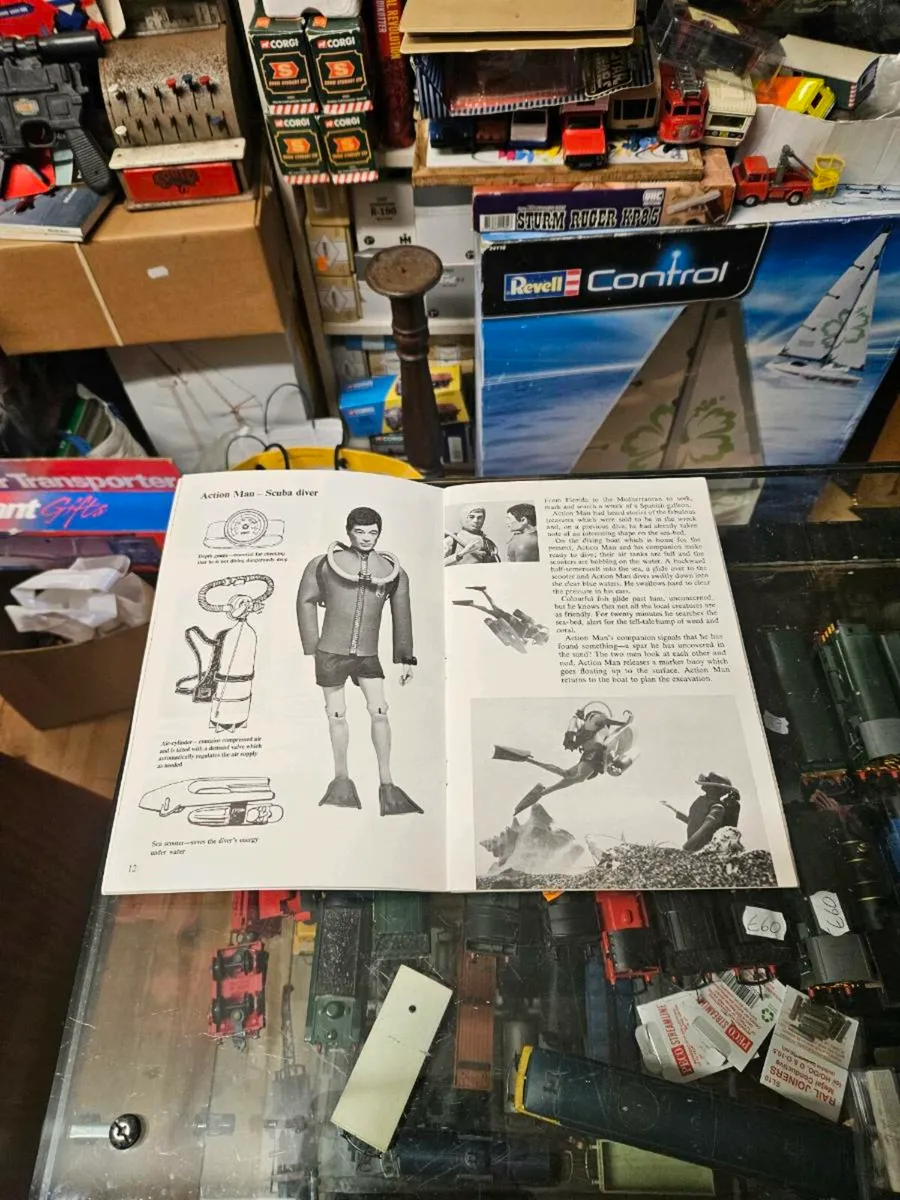 CORGI
CORGI
CORGI
CORGI
STURM RUGER KP85
Revell Control
r Transporter
ant Gifts
Action Man – Scuba diver
Depth gauge—essential for checking
that he is not diving dangerously deep
Air-cylinder—contains compressed air
and is fitted with a demand valve which
automatically regulates the air supply
as needed
Sea scooter—saves the diver's energy
under water
12
From Florida to the Mediterranean to seek,
mark and search a wreck of a Spanish galleon.
Action Man had heard stories of the fabulous
treasures which were said to be in the wreck
and, on a previous dive, he had already taken
note of an interesting shape on the sea-bed.
On the diving boat which is home for the
present, Action Man and his companion make
ready to dive; their air tanks are full and the
scooters are bobbing on the water. A backward
half-somersault into the sea, a glide over to the
scooter and Action Man dives swiftly down into
the clear blue waters. He swallows hard to clear
the pressure in his ears.
Colourful fish glide past him, unconcerned,
but he knows that not all the local creatures are
as friendly. For twenty minutes he searches the
sea-bed, alert for the tell-tale hump of weed and
coral.
Action Man's companion signals that he has
found something—a spar he has uncovered in
the sand! The two men look at each other and
nod. Action Man releases a marker buoy which
goes floating up to the surface. Action Man
returns to the boat to plan the excavation.
£60
£60
PECO STREAMLINE
PECO STREAMLINE
SL10
RAIL JOINERS